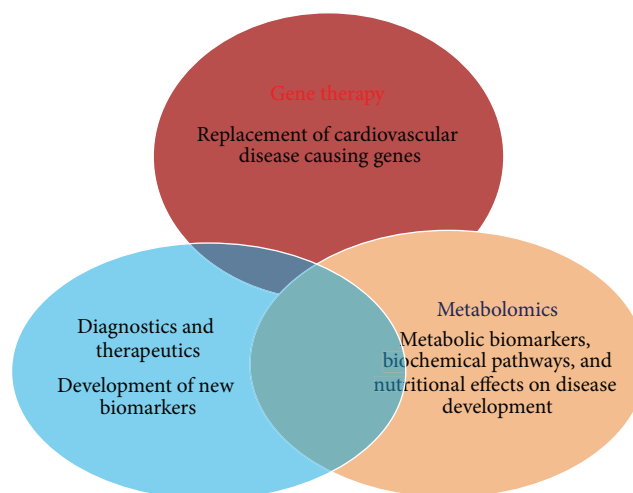 Gene therapy
Replacement of cardiovascular
disease causing genes
Diagnostics and
therapeutics
Development of new
biomarkers
Metabolomics
Metabolic biomarkers,
biochemical pathways, and
nutritional effects on disease
development